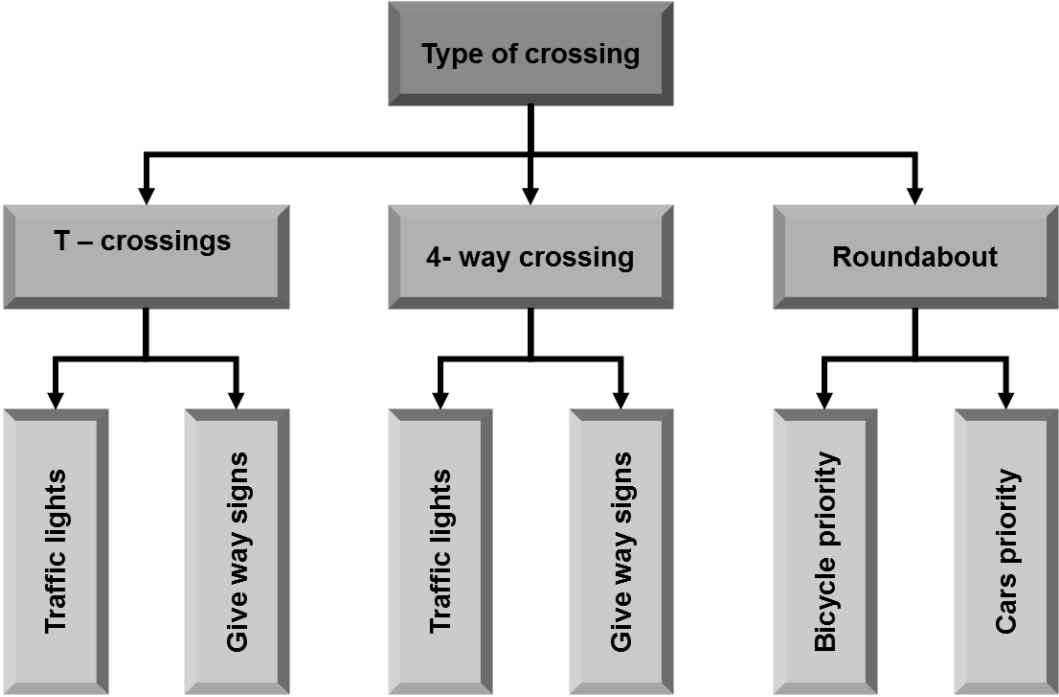 Type of crossing
T – crossings
4- way crossing
Roundabout
Traffic lights
Give way signs
Traffic lights
Give way signs
Bicycle priority
Cars priority